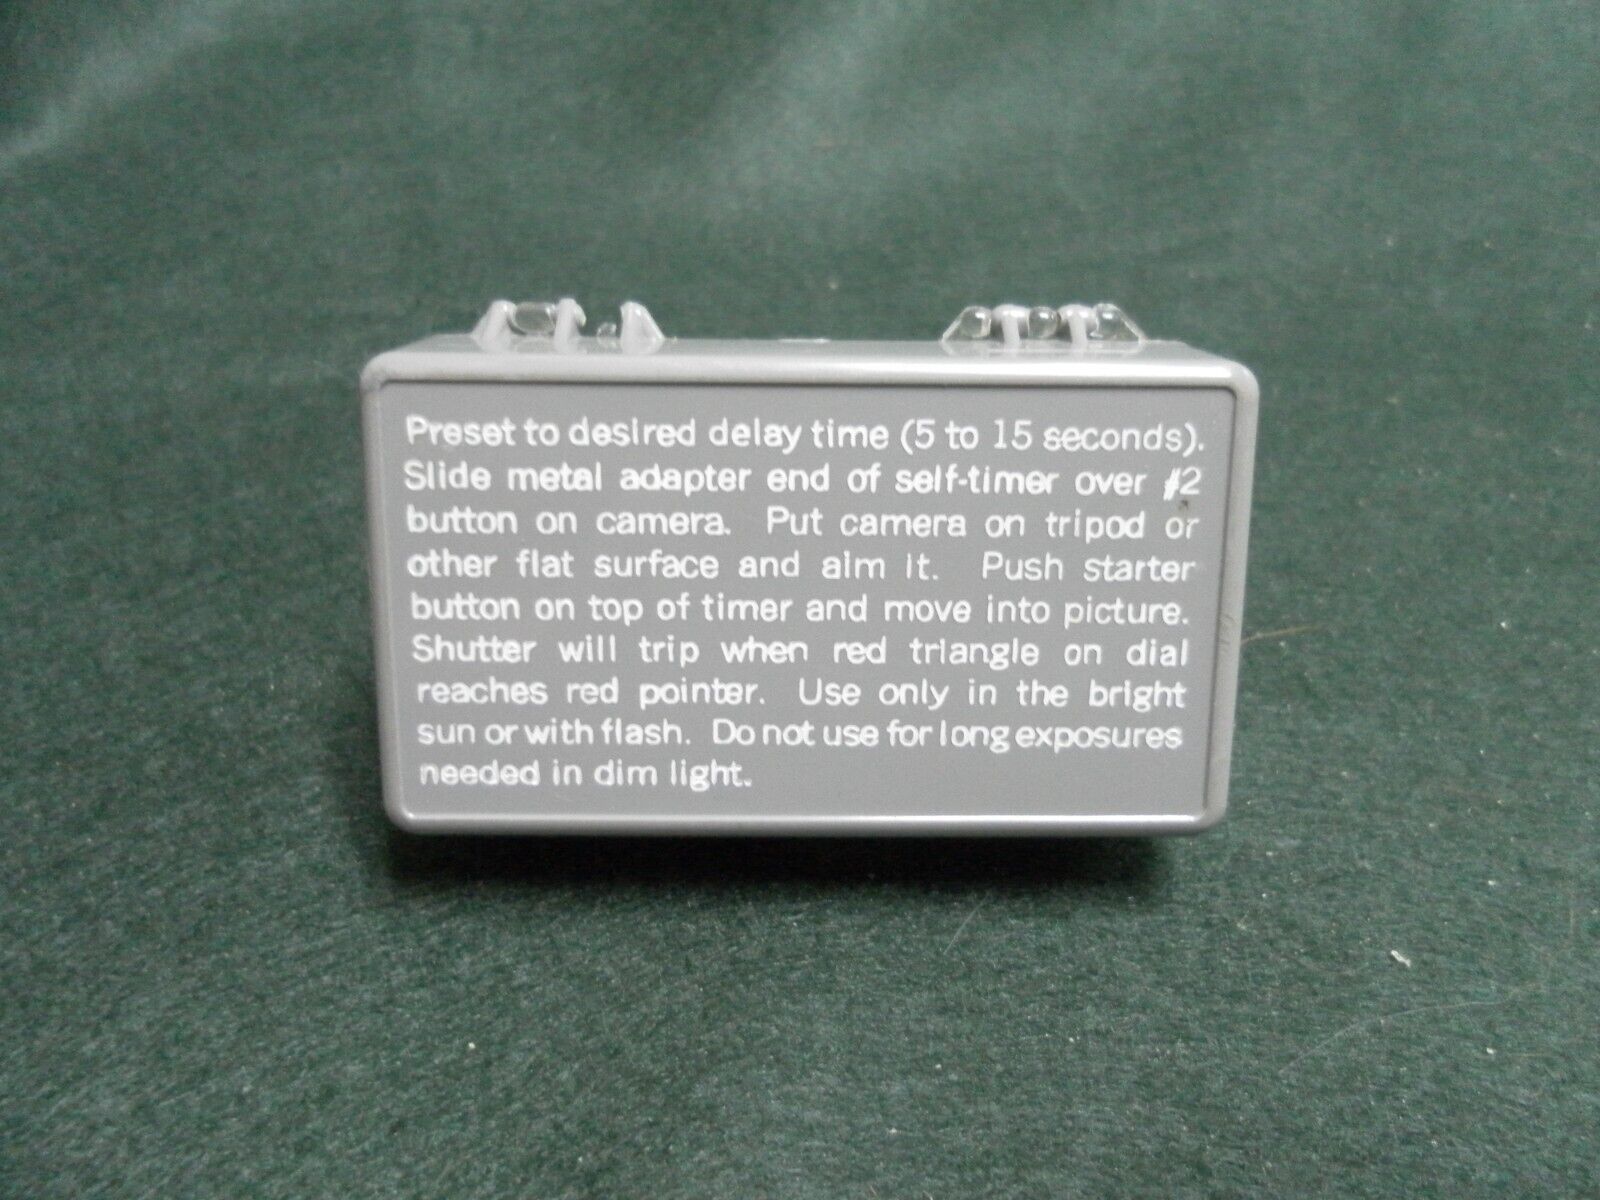 Preset to desired delay time (5 to 15 seconds).
Slide metal adapter end of self-timer over #2
button on camera. Put camera on tripod or
other flat surface and aim it. Push starter
button on top of timer and move into picture.
Shutter will trip when red triangle on dial
reaches red pointer. Use only in the bright
sun or with flash. Do not use for long exposures
needed in dim light.